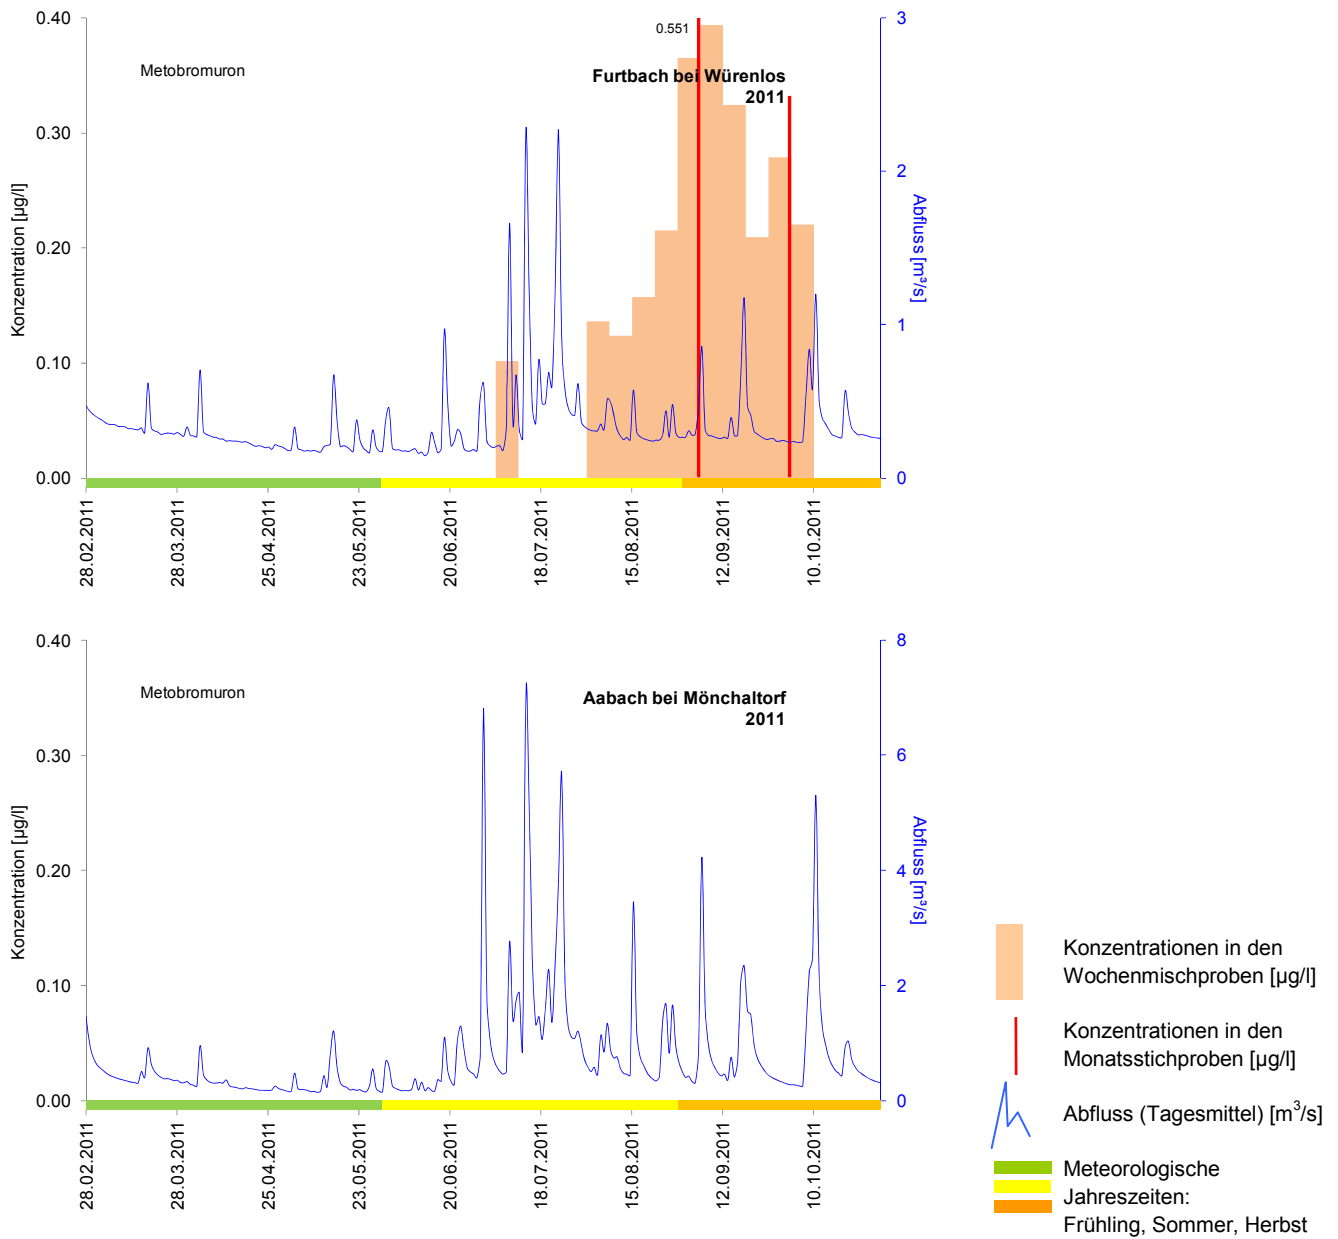 0.40
0.30
0.20
0.10
0.00
Konzentration [µg/l]
Metobromuron
0.551
Furtbach bei Würenlos
2011
3
2
1
0
Abfluss [m³/s]
28.02.2011
28.03.2011
25.04.2011
23.05.2011
20.06.2011
18.07.2011
15.08.2011
12.09.2011
10.10.2011
0.40
0.30
0.20
0.10
0.00
Konzentration [µg/l]
Metobromuron
Aabach bei Mönchaltorf
2011
8
6
4
2
0
Abfluss [m³/s]
28.02.2011
28.03.2011
25.04.2011
23.05.2011
20.06.2011
18.07.2011
15.08.2011
12.09.2011
10.10.2011
Konzentrationen in den
Wochenmischproben [µg/l]
Konzentrationen in den
Monatsstichproben [µg/l]
Abfluss (Tagesmittel) [m³/s]
Meteorologische
Jahreszeiten:
Frühling, Sommer, Herbst